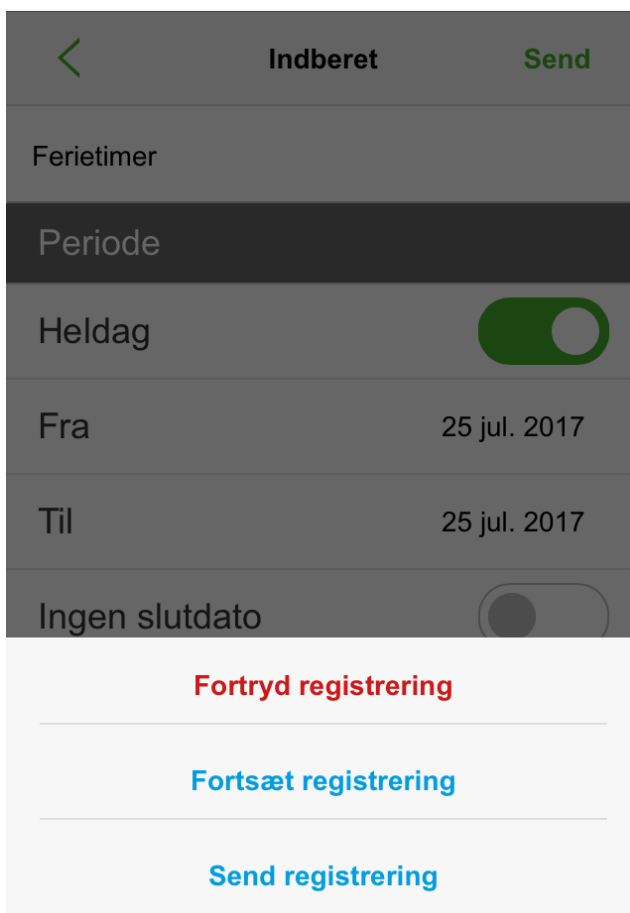 Indberet Send
Ferietimer
Periode
Heldag
Fra 25 jul. 2017
Til 25 jul. 2017
Ingen slutdato
Fortryd registrering
Fortsæt registrering
Send registrering